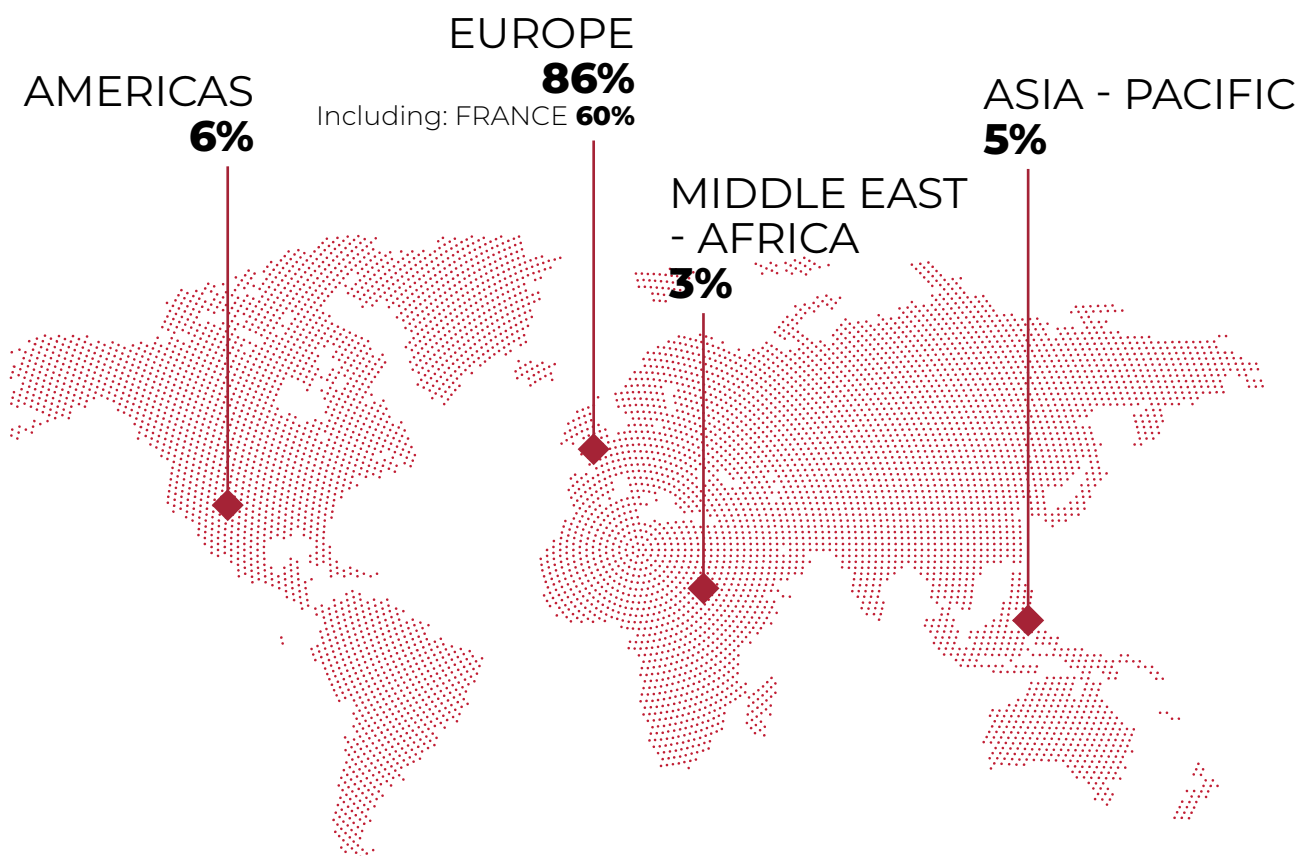 EUROPE
86%
Including: FRANCE 60%
AMERICAS
6%
ASIA - PACIFIC
5%
MIDDLE EAST
- AFRICA
3%